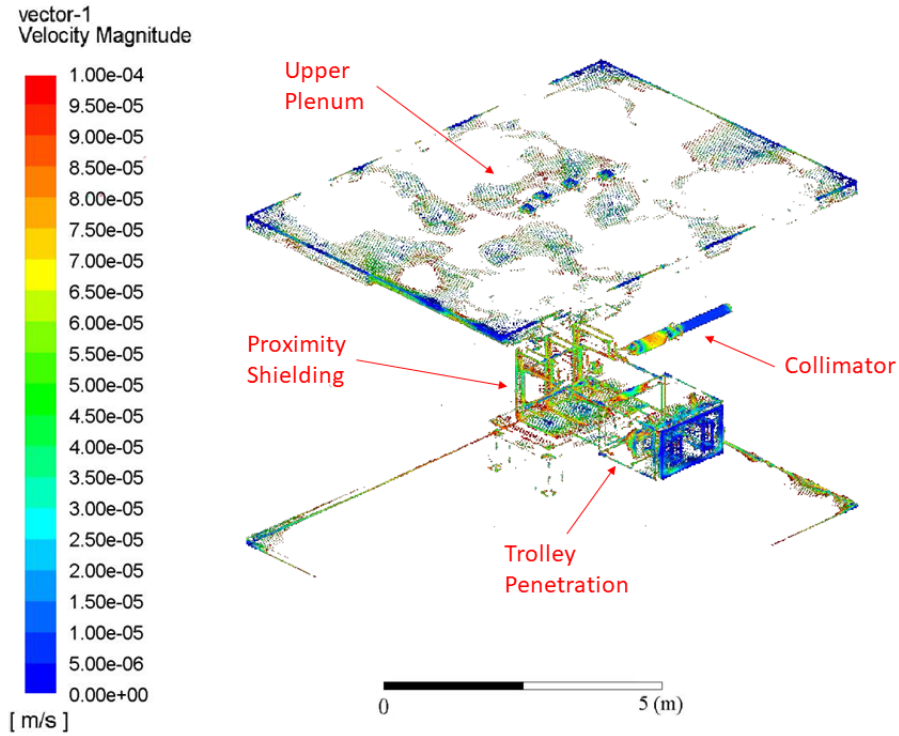 vector-1
Velocity Magnitude
1.00e-04
9.50e-05
9.00e-05
8.50e-05
8.00e-05
7.50e-05
7.00e-05
6.50e-05
6.00e-05
5.50e-05
5.00e-05
4.50e-05
4.00e-05
3.50e-05
3.00e-05
2.50e-05
2.00e-05
1.50e-05
1.00e-05
5.00e-06
0.00e+00
[ m/s ]
Upper
Plenum
Proximity
Shielding
Collimator
Trolley
Penetration
0 5 (m)